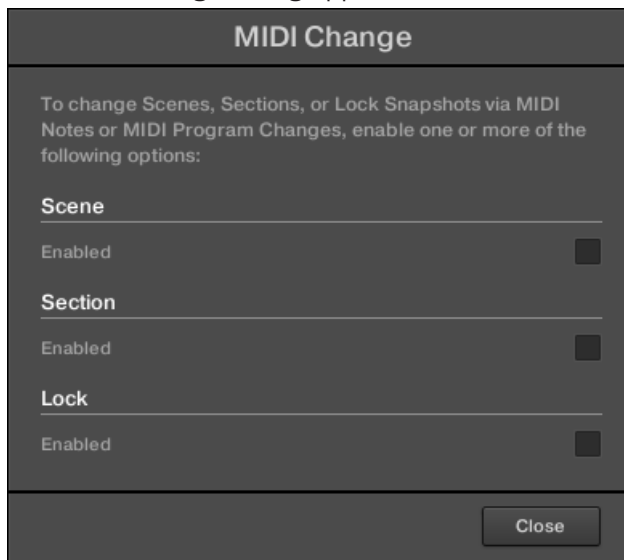 MIDI Change
To change Scenes, Sections, or Lock Snapshots via MIDI
Notes or MIDI Program Changes, enable one or more of the
following options:
Scene
Enabled
Section
Enabled
Lock
Enabled
Close